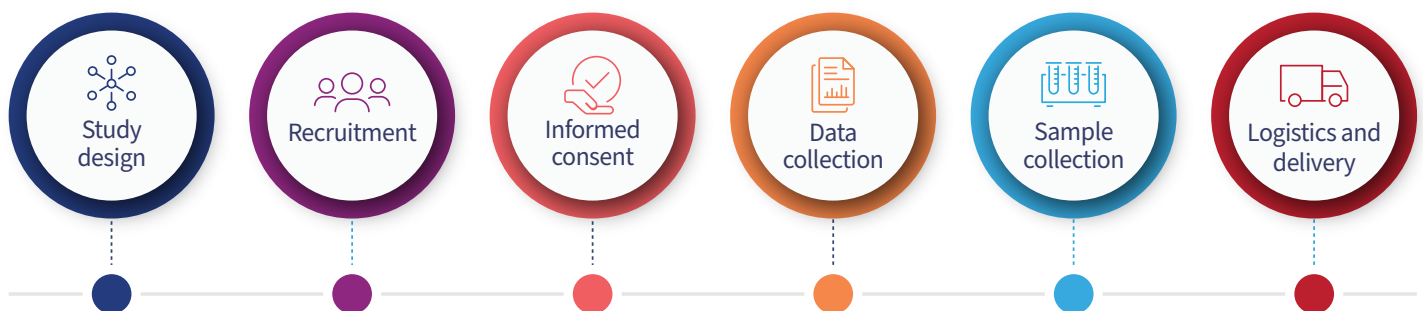 Study
design
Recruitment
Informed
consent
Data
collection
Sample
collection
Logistics and
delivery